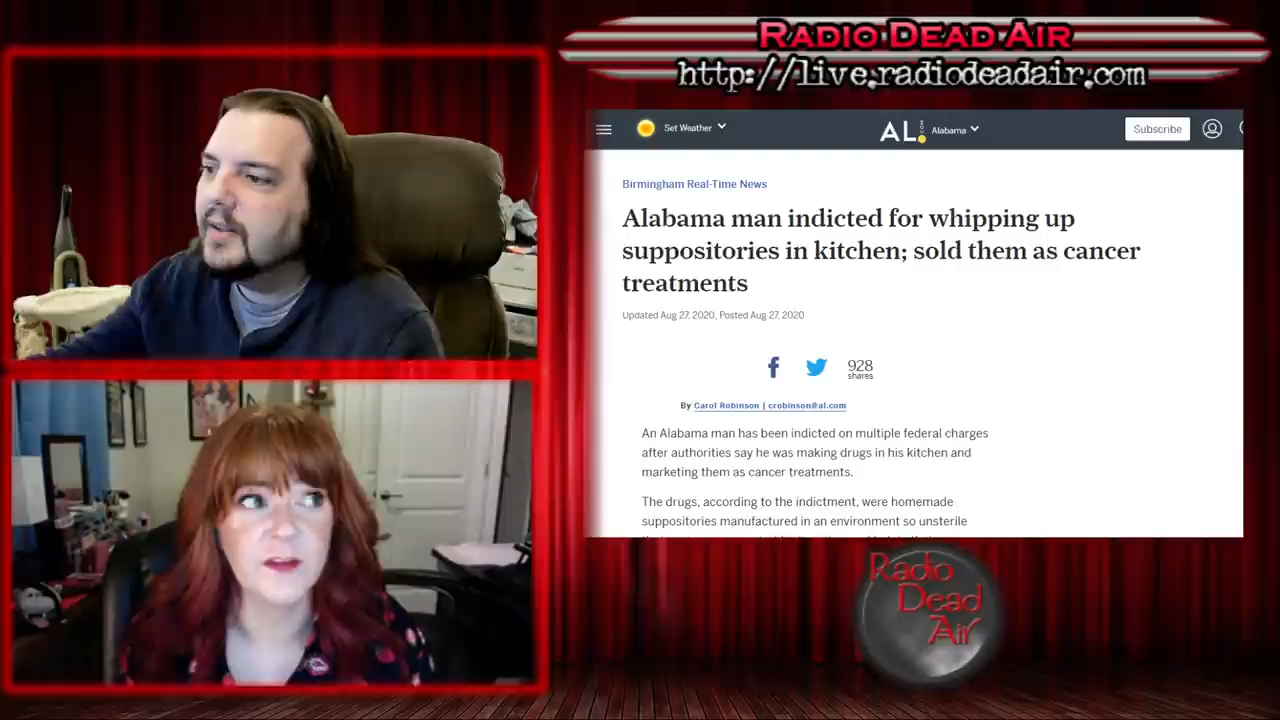 RADIO DEAD AIR
http://live.radiodeadair.com
Set Weather
AL.COM
Alabama
Subscribe
Birmingham Real-Time News
Alabama man indicted for whipping up
suppositories in kitchen; sold them as cancer
treatments
Updated Aug 27, 2020, Posted Aug 27, 2020
928
shares
By Carol Robinson | crobinson@al.com
An Alabama man has been indicted on multiple federal charges
after authorities say he was making drugs in his kitchen and
marketing them as cancer treatments.
The drugs, according to the indictment, were homemade
suppositories manufactured in an environment so unsterile
Radio
Dead
Air